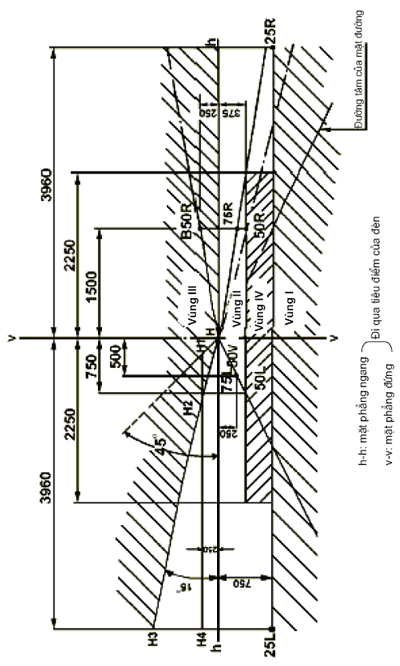 3960
3960
2250
2250
1500
750
500
45°
15°
250
375
250
250
750
h
h
v
v
25R
25L
B50R
75R
50R
75L
50V
50L
H
H1
H2
H3
H4
Vùng III
Vùng II
Vùng IV
Vùng I
Đường tâm của mặt đường
h-h: mặt phẳng ngang
v-v: mặt phẳng đứng
Đi qua tiêu điểm của đèn